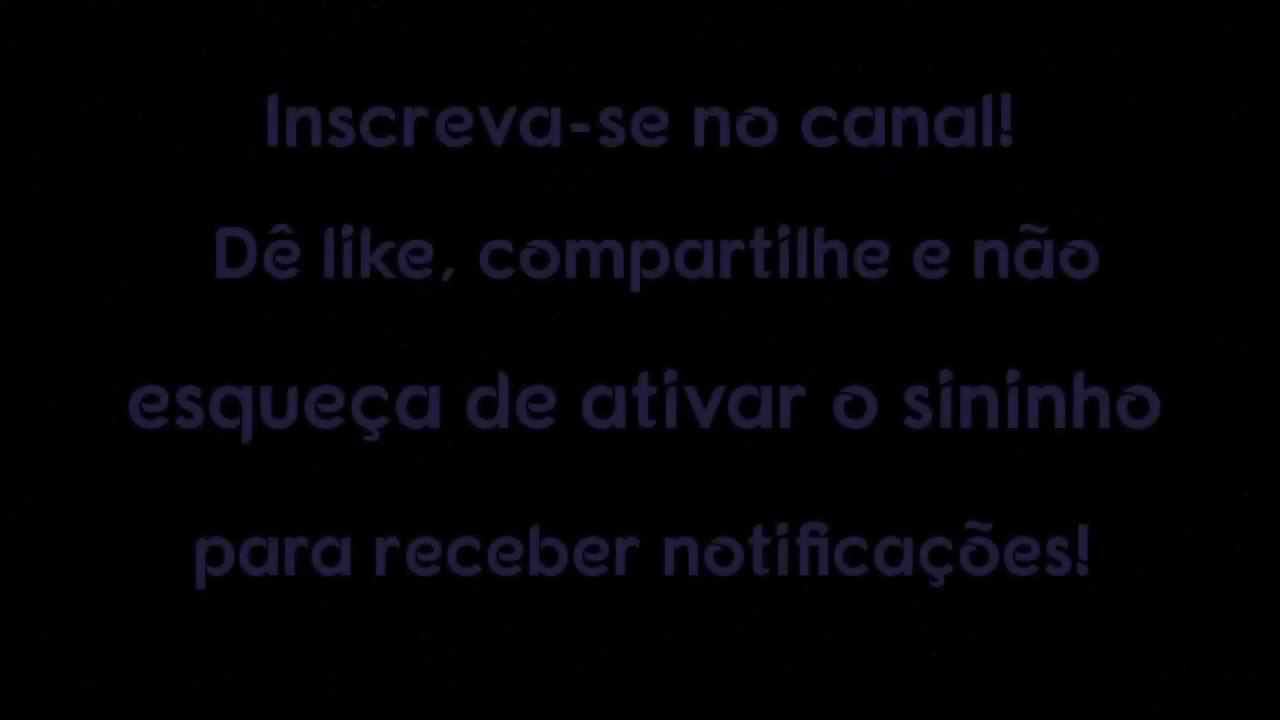 Inscreva-se no canal!
Dê like, compartilhe e não
esqueça de ativar o sininho
para receber notificações!